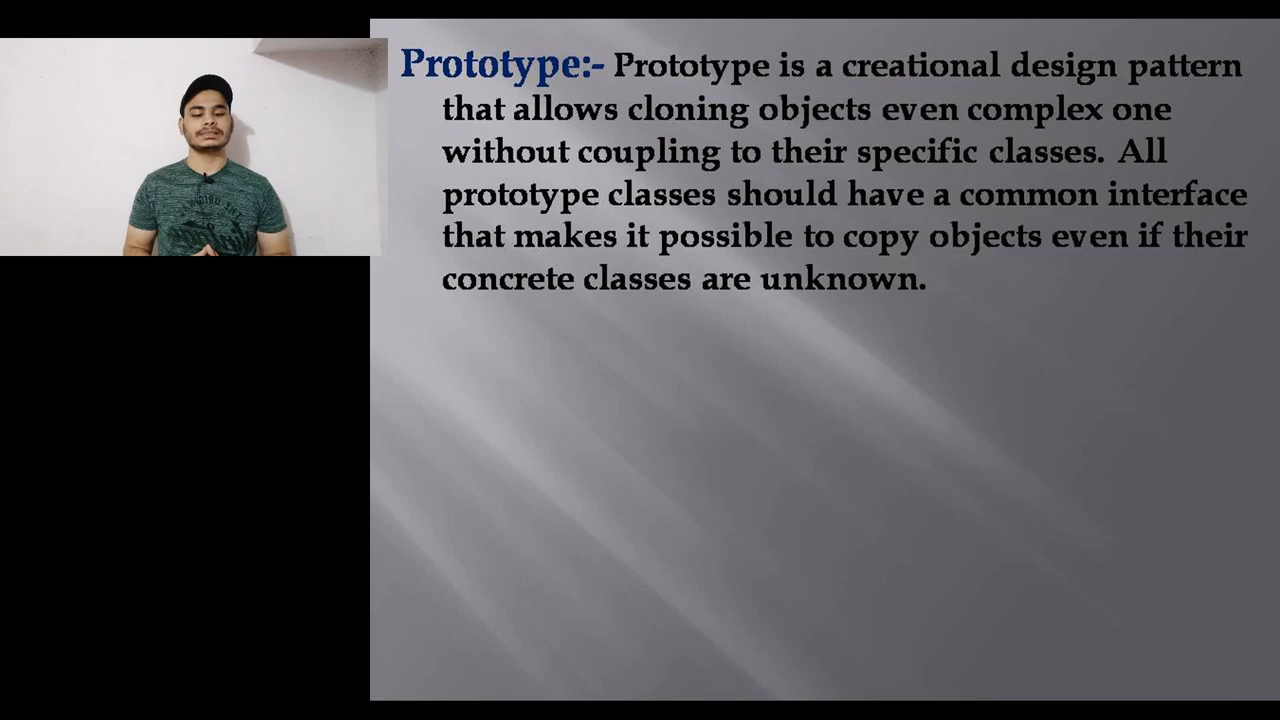 Prototype:- Prototype is a creational design pattern
that allows cloning objects even complex one
without coupling to their specific classes. All
prototype classes should have a common interface
that makes it possible to copy objects even if their
concrete classes are unknown.